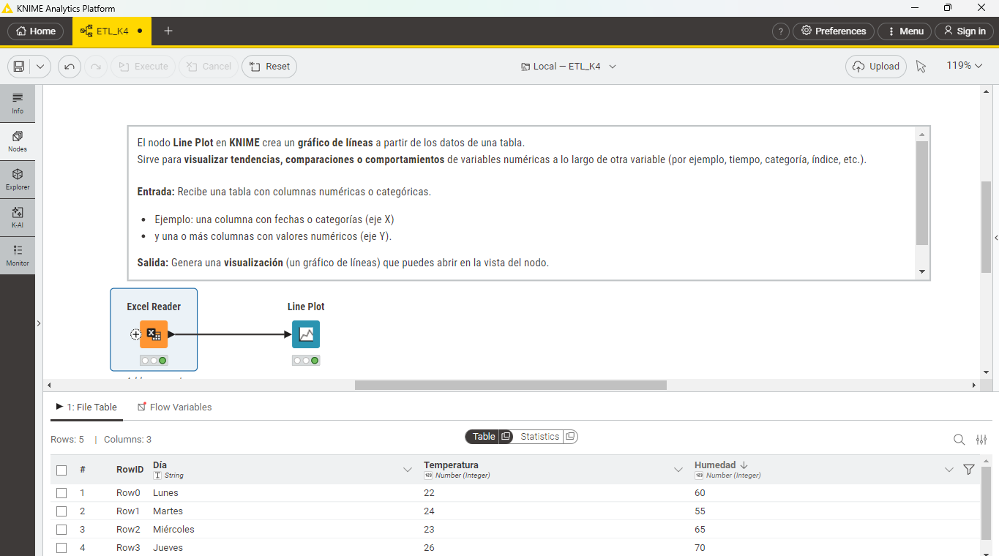 KNIME Analytics Platform
Home
ETL_K4
?
Preferences
Menu
Sign in
Execute
Cancel
Reset
Local — ETL_K4
Upload
119%
Info
Nodes
Explorer
K-AI
Monitor
El nodo Line Plot en KNIME crea un gráfico de líneas a partir de los datos de una tabla.
Sirve para visualizar tendencias, comparaciones o comportamientos de variables numéricas a lo largo de otra variable (por ejemplo, tiempo, categoría, índice, etc.).
Entrada: Recibe una tabla con columnas numéricas o categóricas.
• Ejemplo: una columna con fechas o categorías (eje X)
• y una o más columnas con valores numéricos (eje Y).
Salida: Genera una visualización (un gráfico de líneas) que puedes abrir en la vista del nodo.
Excel Reader
Line Plot
1: File Table
Flow Variables
Rows: 5 | Columns: 3
Table
Statistics
# RowID Día Temperatura Humedad
String Number (Integer) Number (Integer)
1 Row0 Lunes 22 60
2 Row1 Martes 24 55
3 Row2 Miércoles 23 65
4 Row3 Jueves 26 70